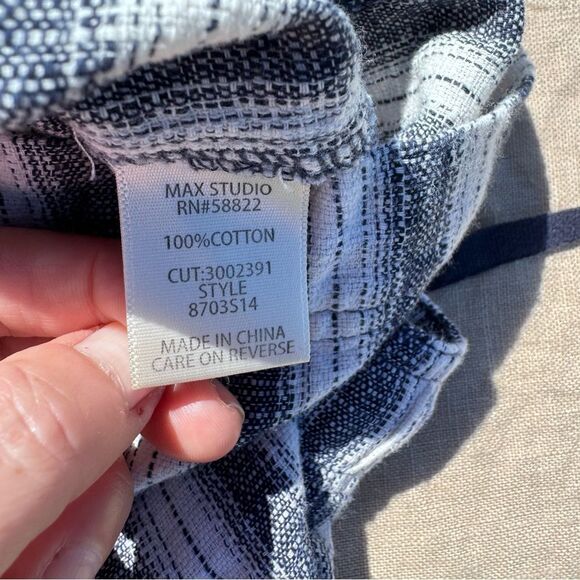 MAX STUDIO
RN#58822
100%COTTON
CUT:3002391
STYLE
8703S14
MADE IN CHINA
CARE ON REVERSE